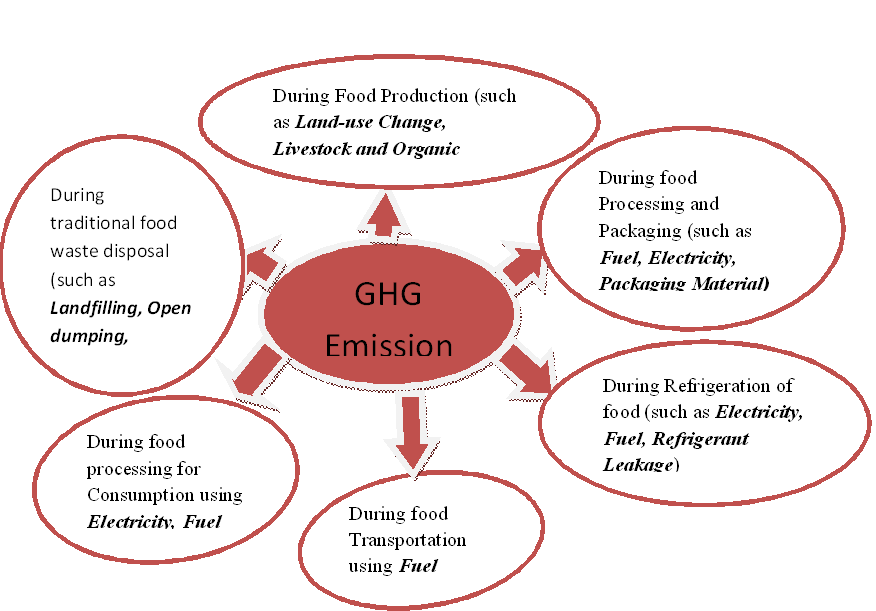 During Food Production (such
as Land-use Change,
Livestock and Organic
During food
Processing and
Packaging (such as
Fuel, Electricity,
Packaging Material)
During Refrigeration of
food (such as Electricity,
Fuel, Refrigerant
Leakage)
During food
Transportation
using Fuel
During food
processing for
Consumption using
Electricity, Fuel
During
traditional food
waste disposal
(such as
Landfilling, Open
dumping,
GHG
Emission